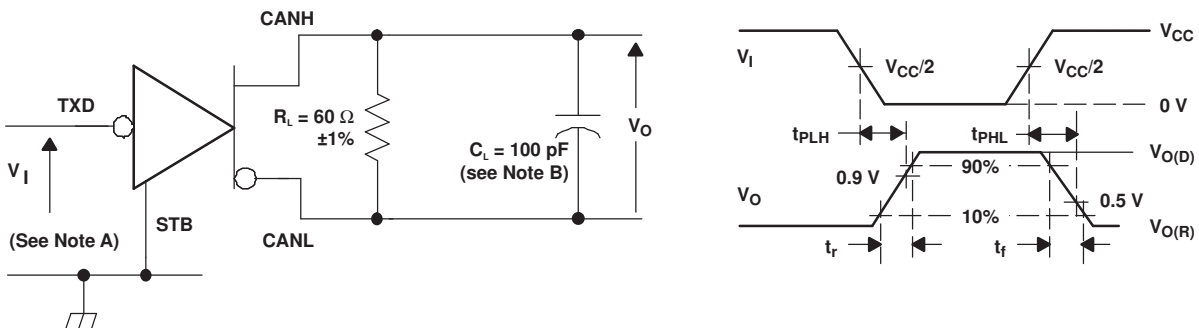 CANH
TXD
R_L = 60 Ω
±1%
C_L = 100 pF
(see Note B)
V_O
V_I
(See Note A)
STB
CANL
V_I
V_CC
V_CC/2
V_CC/2
0 V
t_PLH
t_PHL
V_O(D)
90%
0.9 V
V_O
0.5 V
10%
V_O(R)
t_r
t_f